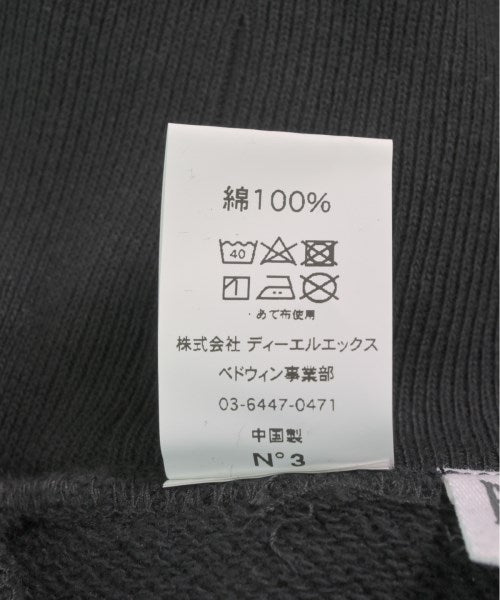 綿100%
40
・あて布使用
株式会社 ディーエルエックス
ベドウィン事業部
03-6447-0471
中国製
N°3